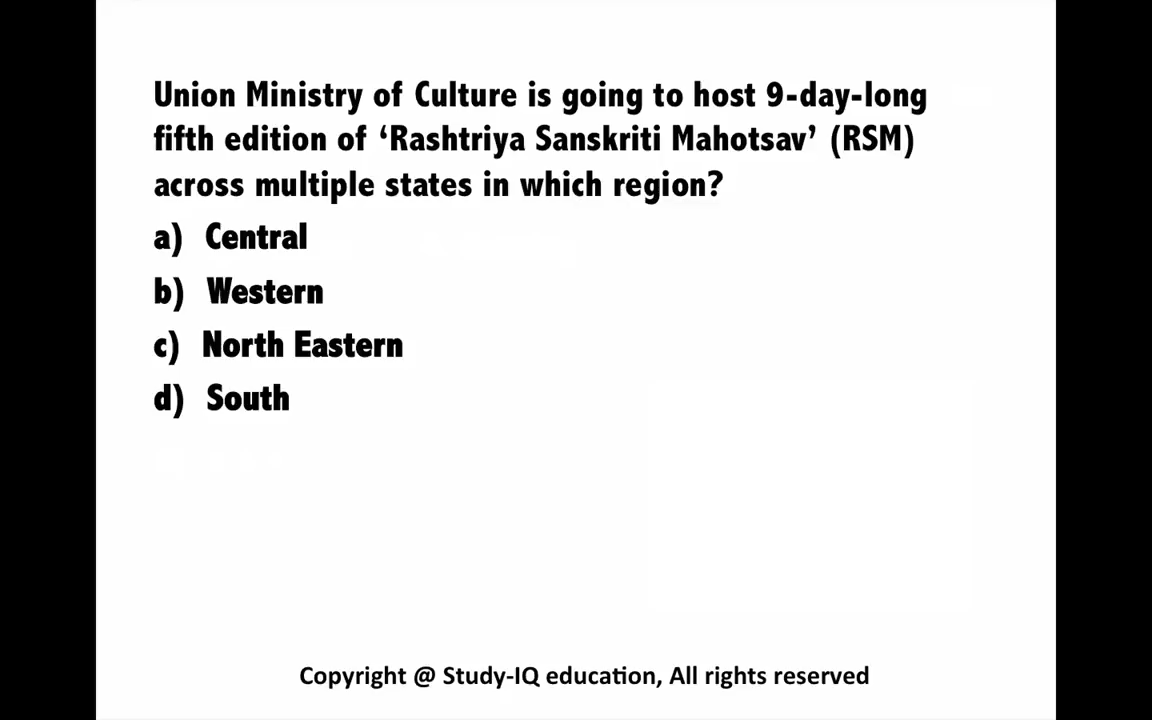 Union Ministry of Culture is going to host 9-day-long
fifth edition of ‘Rashtriya Sanskriti Mahotsav’ (RSM)
across multiple states in which region?
a) Central
b) Western
c) North Eastern
d) South
Copyright @ Study-IQ education, All rights reserved